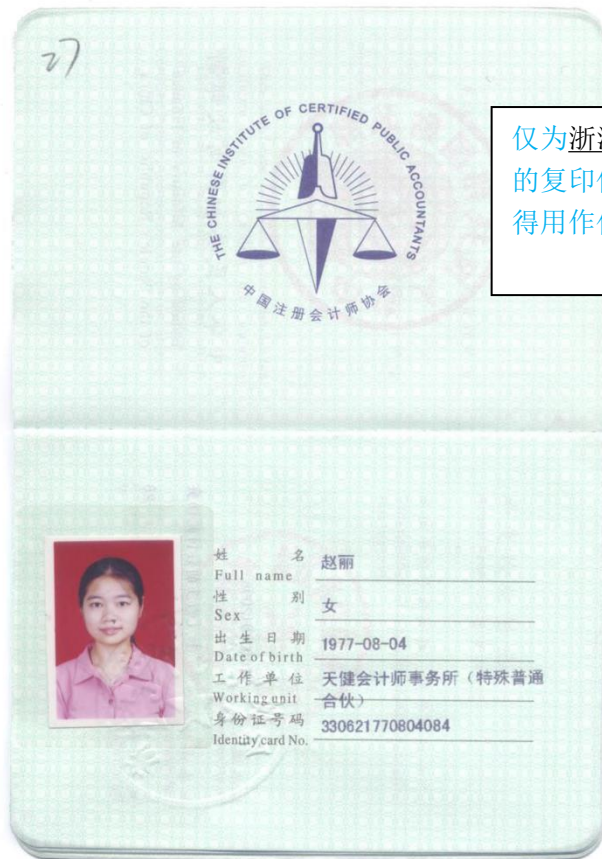 27
THE CHINESE INSTITUTE OF CERTIFIED PUBLIC ACCOUNTANTS
中国注册会计师协会
仅为浙
的复印
得用作
姓 名 赵丽
Full name
性 别 女
Sex
出生日期 1977-08-04
Date of birth
工作单位 天健会计师事务所（特殊普通
Working unit 合伙）
身份证号码 330621770804084
Identity card No.